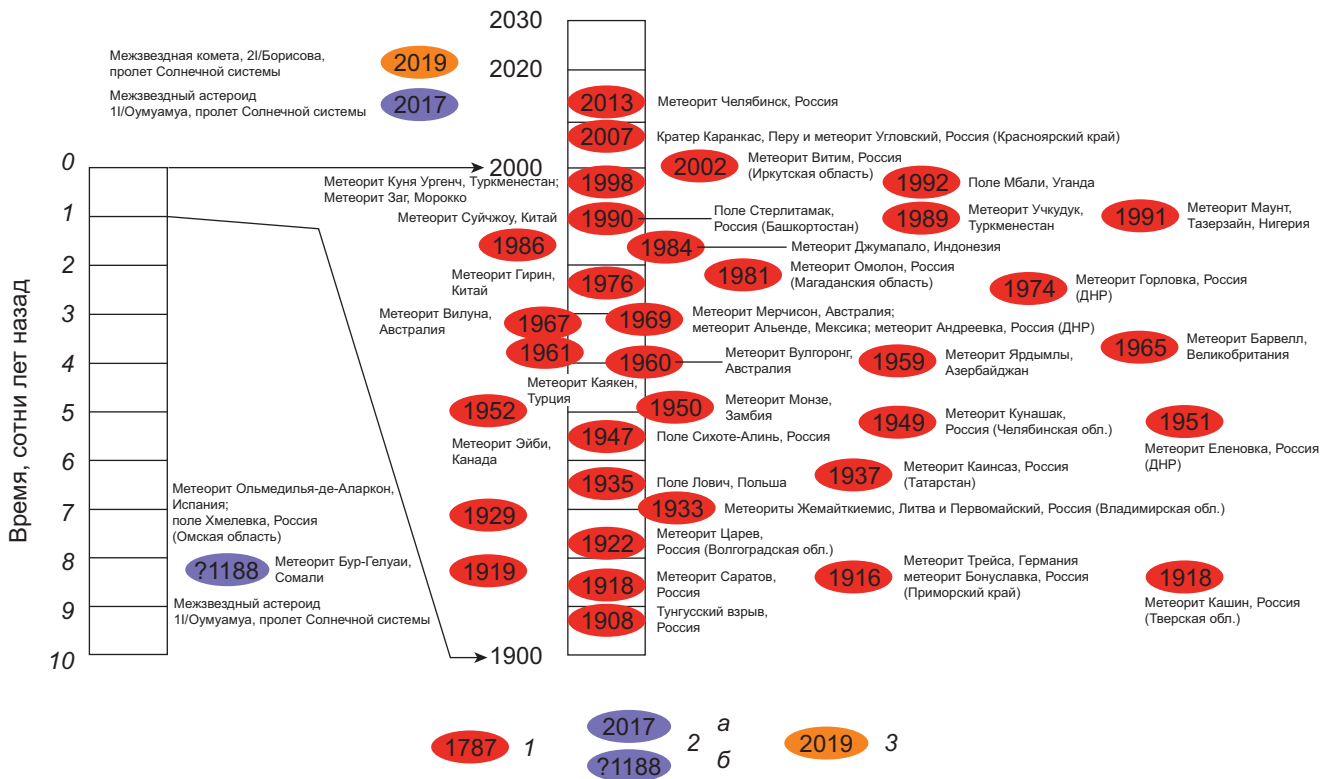 2030
Межзвездная комета, 2I/Борисова,
пролет Солнечной системы
2019
2020
Межзвездный астероид
1I/Оумуамуа, пролет Солнечной системы
2017
2013
Метеорит Челябинск, Россия
2007
Кратер Каранкас, Перу и метеорит Угловский, Россия (Красноярский край)
0
2000
2002
Метеорит Витим, Россия
(Иркутская область)
Метеорит Куня Ургенч, Туркменестан;
Метеорит Заг, Морокко
1998
1992
Поле Мбали, Уганда
1
Метеорит Суйчжоу, Китай
1990
Поле Стерлитамак,
Россия (Башкортостан)
1989
Метеорит Учкудук,
Туркменестан
1991
Метеорит Маунт,
Тазерзайн, Нигерия
1986
1984
Метеорит Джумапало, Индонезия
2
Метеорит Гирин,
Китай
1976
1981
Метеорит Омолон, Россия
(Магаданская область)
1974
Метеорит Горловка, Россия
(ДНР)
3
Метеорит Вилуна,
Австралия
1967
1969
Метеорит Мерчисон, Австралия;
метеорит Альенде, Мексика; метеорит Андреевка, Россия (ДНР)
1965
Метеорит Барвелл,
Великобритания
4
1961
1960
Метеорит Вулгоронг,
Австралия
1959
Метеорит Ярдымлы,
Азербайджан
Метеорит Каякен,
Турция
5
1952
1950
Метеорит Монзе,
Замбия
1949
Метеорит Кунашак,
Россия (Челябинская обл.)
1951
Метеорит Эйби,
Канада
1947
Поле Сихоте-Алинь, Россия
Метеорит Еленовка, Россия
(ДНР)
Время, сотни лет назад
6
1935
Поле Лович, Польша
1937
Метеорит Каинсаз, Россия
(Татарстан)
Метеорит Ольмедилья-де-Аларкон,
Испания;
поле Хмелевка, Россия
(Омская область)
7
1929
1933
Метеориты Жемайткиемис, Литва и Первомайский, Россия (Владимирская обл.)
1922
Метеорит Царев,
Россия (Волгоградская обл.)
8
?1188
Метеорит Бур-Гелуаи,
Сомали
1919
1918
Метеорит Саратов,
Россия
1916
Метеорит Трейса, Германия
метеорит Бонуславка, Россия
(Приморский край)
1918
Метеорит Кашин, Россия
(Тверская обл.)
9
Межзвездный астероид
1I/Оумуамуа, пролет Солнечной системы
1908
Тунгусский взрыв,
Россия
10
1900
1787
1
2017
а
2
?1188
б
2019
3